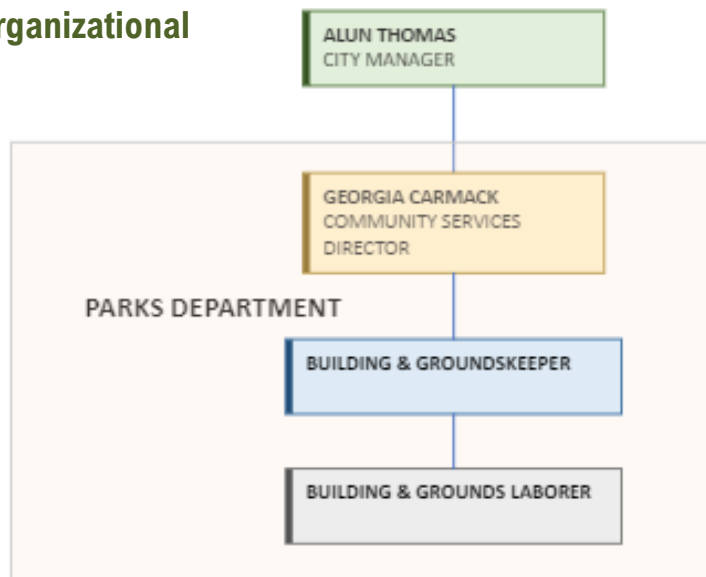 rganizational
ALUN THOMAS
CITY MANAGER
GEORGIA CARMACK
COMMUNITY SERVICES
DIRECTOR
PARKS DEPARTMENT
BUILDING & GROUNDSKEEPER
BUILDING & GROUNDS LABORER